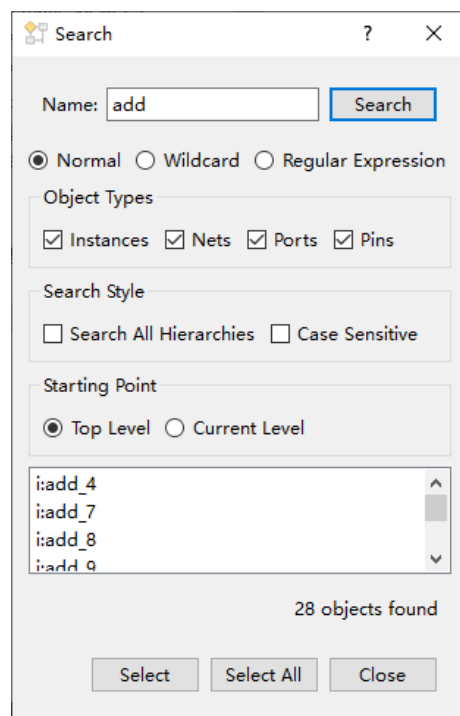 Search ?
Name: add Search
Normal Wildcard Regular Expression
Object Types
Instances Nets Ports Pins
Search Style
Search All Hierarchies Case Sensitive
Starting Point
Top Level Current Level
i:add_4
i:add_7
i:add_8
i:add_9
28 objects found
Select Select All Close